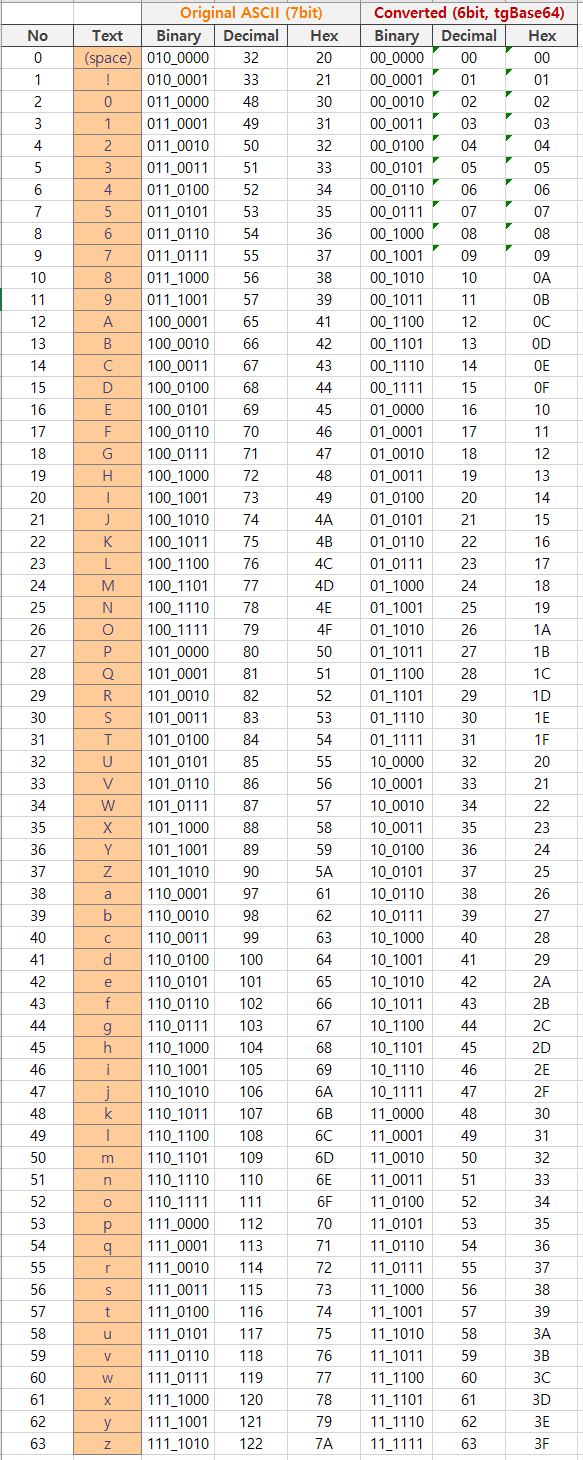 Original ASCII (7bit) Converted (6bit, tgBase64)
No Text Binary Decimal Hex Binary Decimal Hex
0 (space) 010_0000 32 20 00_0000 00 00
1 ! 010_0001 33 21 00_0001 01 01
2 0 011_0000 48 30 00_0010 02 02
3 1 011_0001 49 31 00_0011 03 03
4 2 011_0010 50 32 00_0100 04 04
5 3 011_0011 51 33 00_0101 05 05
6 4 011_0100 52 34 00_0110 06 06
7 5 011_0101 53 35 00_0111 07 07
8 6 011_0110 54 36 00_1000 08 08
9 7 011_0111 55 37 00_1001 09 09
10 8 011_1000 56 38 00_1010 10 0A
11 9 011_1001 57 39 00_1011 11 0B
12 A 100_0001 65 41 00_1100 12 0C
13 B 100_0010 66 42 00_1101 13 0D
14 C 100_0011 67 43 00_1110 14 0E
15 D 100_0100 68 44 00_1111 15 0F
16 E 100_0101 69 45 01_0000 16 10
17 F 100_0110 70 46 01_0001 17 11
18 G 100_0111 71 47 01_0010 18 12
19 H 100_1000 72 48 01_0011 19 13
20 I 100_1001 73 49 01_0100 20 14
21 J 100_1010 74 4A 01_0101 21 15
22 K 100_1011 75 4B 01_0110 22 16
23 L 100_1100 76 4C 01_0111 23 17
24 M 100_1101 77 4D 01_1000 24 18
25 N 100_1110 78 4E 01_1001 25 19
26 O 100_1111 79 4F 01_1010 26 1A
27 P 101_0000 80 50 01_1011 27 1B
28 Q 101_0001 81 51 01_1100 28 1C
29 R 101_0010 82 52 01_1101 29 1D
30 S 101_0011 83 53 01_1110 30 1E
31 T 101_0100 84 54 01_1111 31 1F
32 U 101_0101 85 55 10_0000 32 20
33 V 101_0110 86 56 10_0001 33 21
34 W 101_0111 87 57 10_0010 34 22
35 X 101_1000 88 58 10_0011 35 23
36 Y 101_1001 89 59 10_0100 36 24
37 Z 101_1010 90 5A 10_0101 37 25
38 a 110_0001 97 61 10_0110 38 26
39 b 110_0010 98 62 10_0111 39 27
40 c 110_0011 99 63 10_1000 40 28
41 d 110_0100 100 64 10_1001 41 29
42 e 110_0101 101 65 10_1010 42 2A
43 f 110_0110 102 66 10_1011 43 2B
44 g 110_0111 103 67 10_1100 44 2C
45 h 110_1000 104 68 10_1101 45 2D
46 i 110_1001 105 69 10_1110 46 2E
47 j 110_1010 106 6A 10_1111 47 2F
48 k 110_1011 107 6B 11_0000 48 30
49 l 110_1100 108 6C 11_0001 49 31
50 m 110_1101 109 6D 11_0010 50 32
51 n 110_1110 110 6E 11_0011 51 33
52 o 110_1111 111 6F 11_0100 52 34
53 p 111_0000 112 70 11_0101 53 35
54 q 111_0001 113 71 11_0110 54 36
55 r 111_0010 114 72 11_0111 55 37
56 s 111_0011 115 73 11_1000 56 38
57 t 111_0100 116 74 11_1001 57 39
58 u 111_0101 117 75 11_1010 58 3A
59 v 111_0110 118 76 11_1011 59 3B
60 w 111_0111 119 77 11_1100 60 3C
61 x 111_1000 120 78 11_1101 61 3D
62 y 111_1001 121 79 11_1110 62 3E
63 z 111_1010 122 7A 11_1111 63 3F